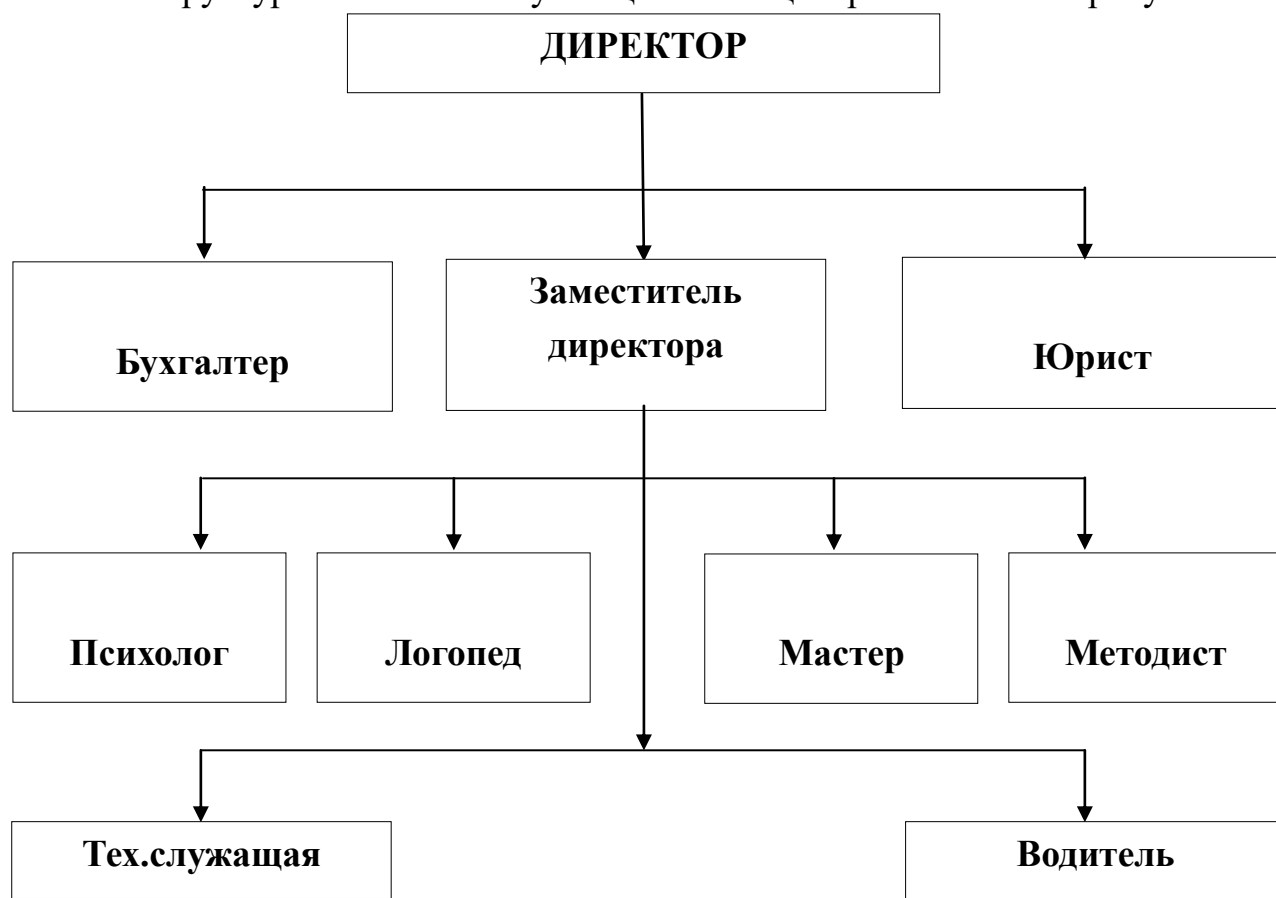 ДИРЕКТОР
Заместитель
директора
Бухгалтер
Юрист
Психолог
Логопед
Мастер
Методист
Тех.служащая
Водитель